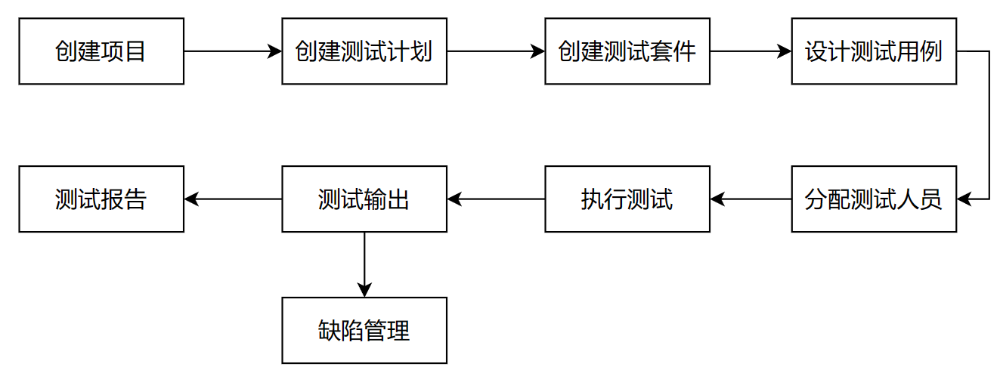 创建项目
创建测试计划
创建测试套件
设计测试用例
测试报告
测试输出
执行测试
分配测试人员
缺陷管理